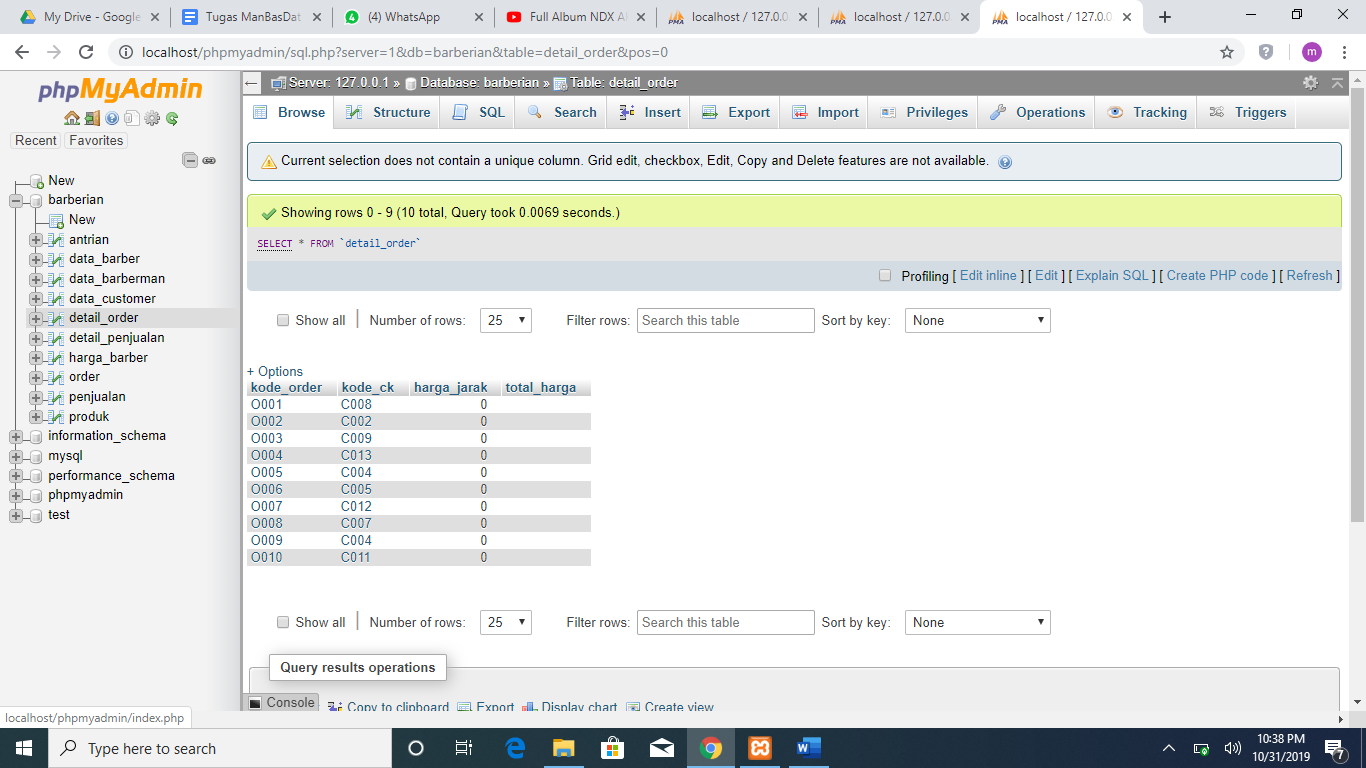 My Drive - Google
Tugas ManBasDat
(4) WhatsApp
Full Album NDX A
localhost / 127.0.0
localhost / 127.0.0.
localhost / 127.0.0
localhost/phpmyadmin/sql.php?server=1&db=barberian&table=detail_order&pos=0
m
phpMyAdmin
Recent Favorites
New
barberian
New
antrian
data_barber
data_barberman
data_customer
detail_order
detail_penjualan
harga_barber
order
penjualan
produk
information_schema
mysql
performance_schema
phpmyadmin
test
Server: 127.0.0.1 » Database: barberian » Table: detail_order
Browse Structure SQL Search Insert Export Import Privileges Operations Tracking Triggers
Current selection does not contain a unique column. Grid edit, checkbox, Edit, Copy and Delete features are not available.
Showing rows 0 - 9 (10 total, Query took 0.0069 seconds.)
SELECT * FROM `detail_order`
Profiling [ Edit inline ] [ Edit ] [ Explain SQL ] [ Create PHP code ] [ Refresh ]
Show all Number of rows: 25 Filter rows: Search this table Sort by key: None
+ Options
kode_order kode_ck harga_jarak total_harga
O001 C008 0
O002 C002 0
O003 C009 0
O004 C013 0
O005 C004 0
O006 C005 0
O007 C012 0
O008 C007 0
O009 C004 0
O010 C011 0
Show all Number of rows: 25 Filter rows: Search this table Sort by key: None
Query results operations
Console
Copy to clipboard Export Display chart Create view
localhost/phpmyadmin/index.php
Type here to search
10:38 PM
10/31/2019
7